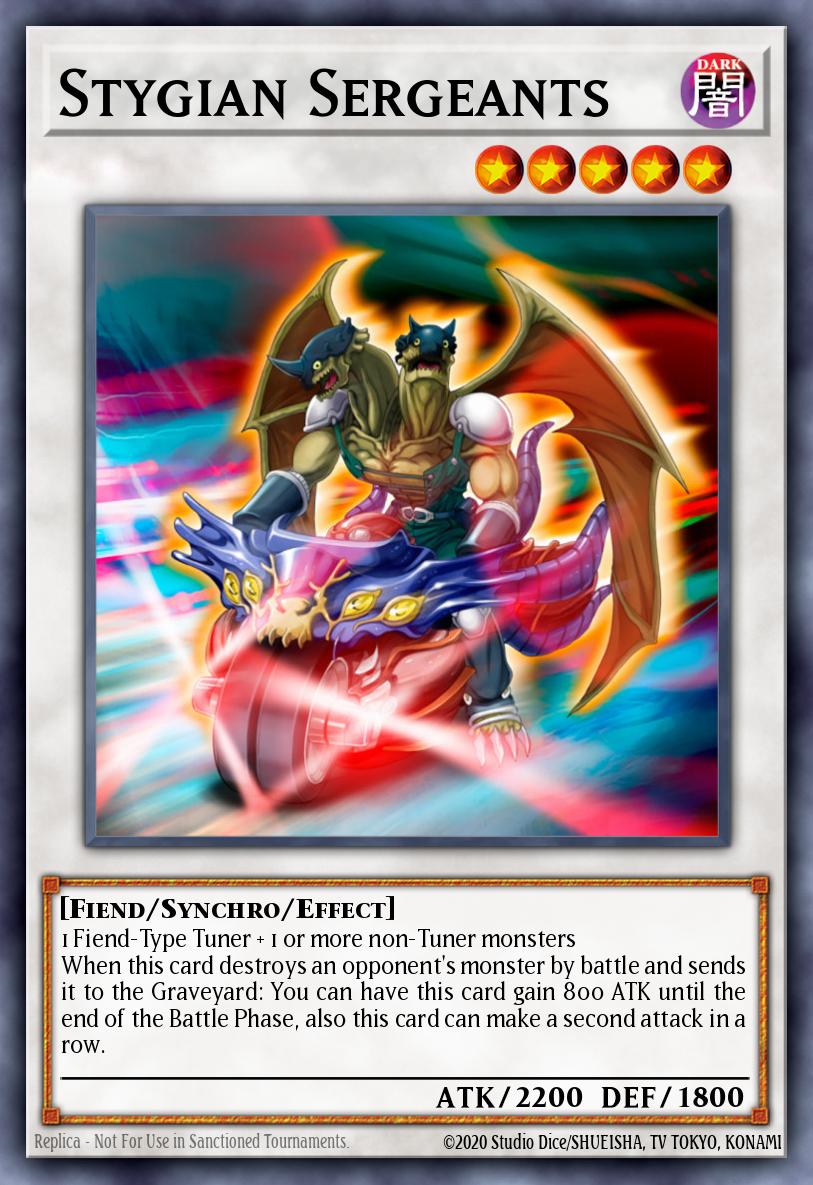 Stygian Sergeants
DARK
闇
[Fiend/Synchro/Effect]
1 Fiend-Type Tuner + 1 or more non-Tuner monsters
When this card destroys an opponent's monster by battle and sends
it to the Graveyard: You can have this card gain 800 ATK until the
end of the Battle Phase, also this card can make a second attack in a
row.
ATK/2200 DEF/1800
Replica - Not For Use in Sanctioned Tournaments.
©2020 Studio Dice/SHUEISHA, TV TOKYO, KONAMI